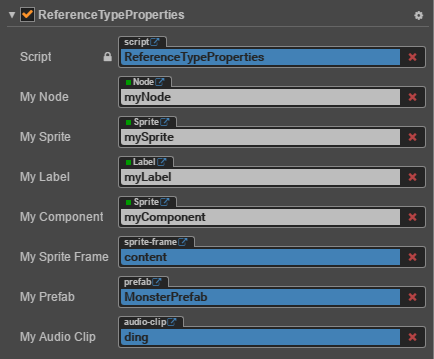 ReferenceTypeProperties
script
Script ReferenceTypeProperties
Node
My Node myNode
Sprite
My Sprite mySprite
Label
My Label myLabel
Sprite
My Component myComponent
sprite-frame
My Sprite Frame content
prefab
My Prefab MonsterPrefab
audio-clip
My Audio Clip ding